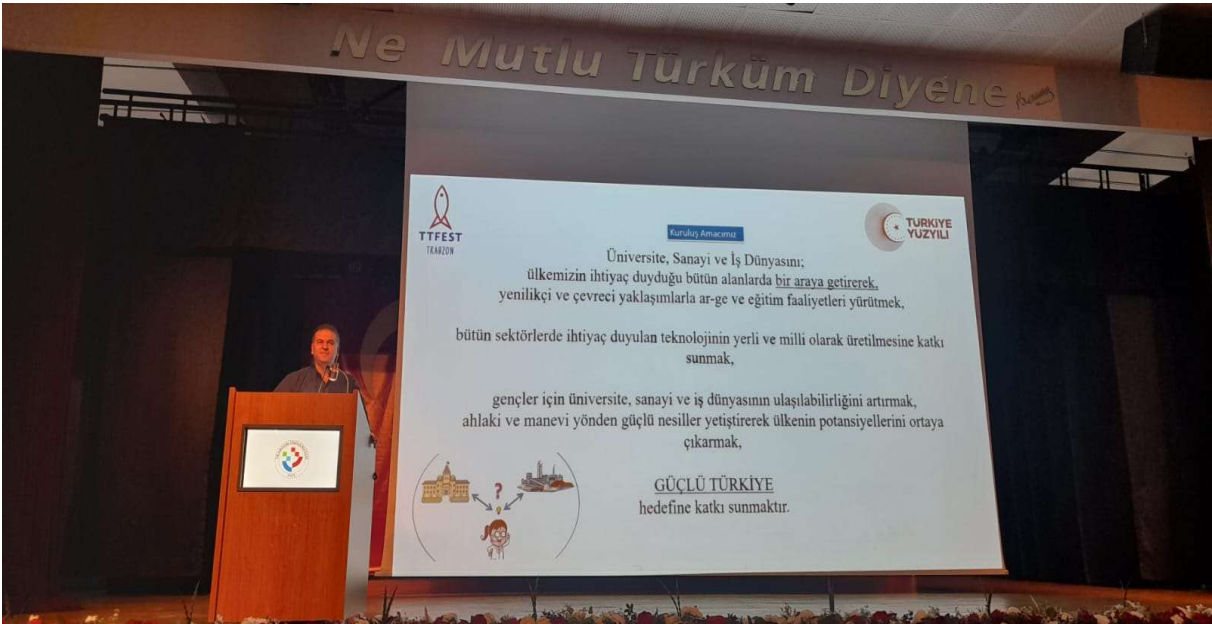 Ne Mutlu Türküm Diyene
TTFEST
TRABZON
TÜRKİYE
YÜZYILI
Kuruluş Amacımız
Üniversite, Sanayi ve İş Dünyasını;
ülkemizin ihtiyaç duyduğu bütün alanlarda bir araya getirerek,
yenilikçi ve çevreci yaklaşımlarla ar-ge ve eğitim faaliyetleri yürütmek,
bütün sektörlerde ihtiyaç duyulan teknolojinin yerli ve milli olarak üretilmesine katkı
sunmak,
gençler için üniversite, sanayi ve iş dünyasının ulaşılabilirliğini artırmak,
ahlaki ve manevi yönden güçlü nesiller yetiştirerek ülkenin potansiyellerini ortaya
çıkarmak,
GÜÇLÜ TÜRKİYE
hedefine katkı sunmaktır.
?